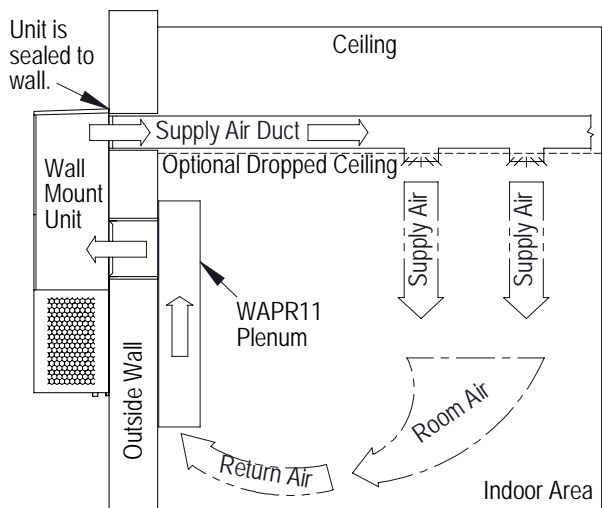 Unit is
sealed to
wall.
Ceiling
Supply Air Duct
Optional Dropped Ceiling
Wall
Mount
Unit
Supply Air
Supply Air
WAPR11
Plenum
Outside Wall
Room Air
Return Air
Indoor Area